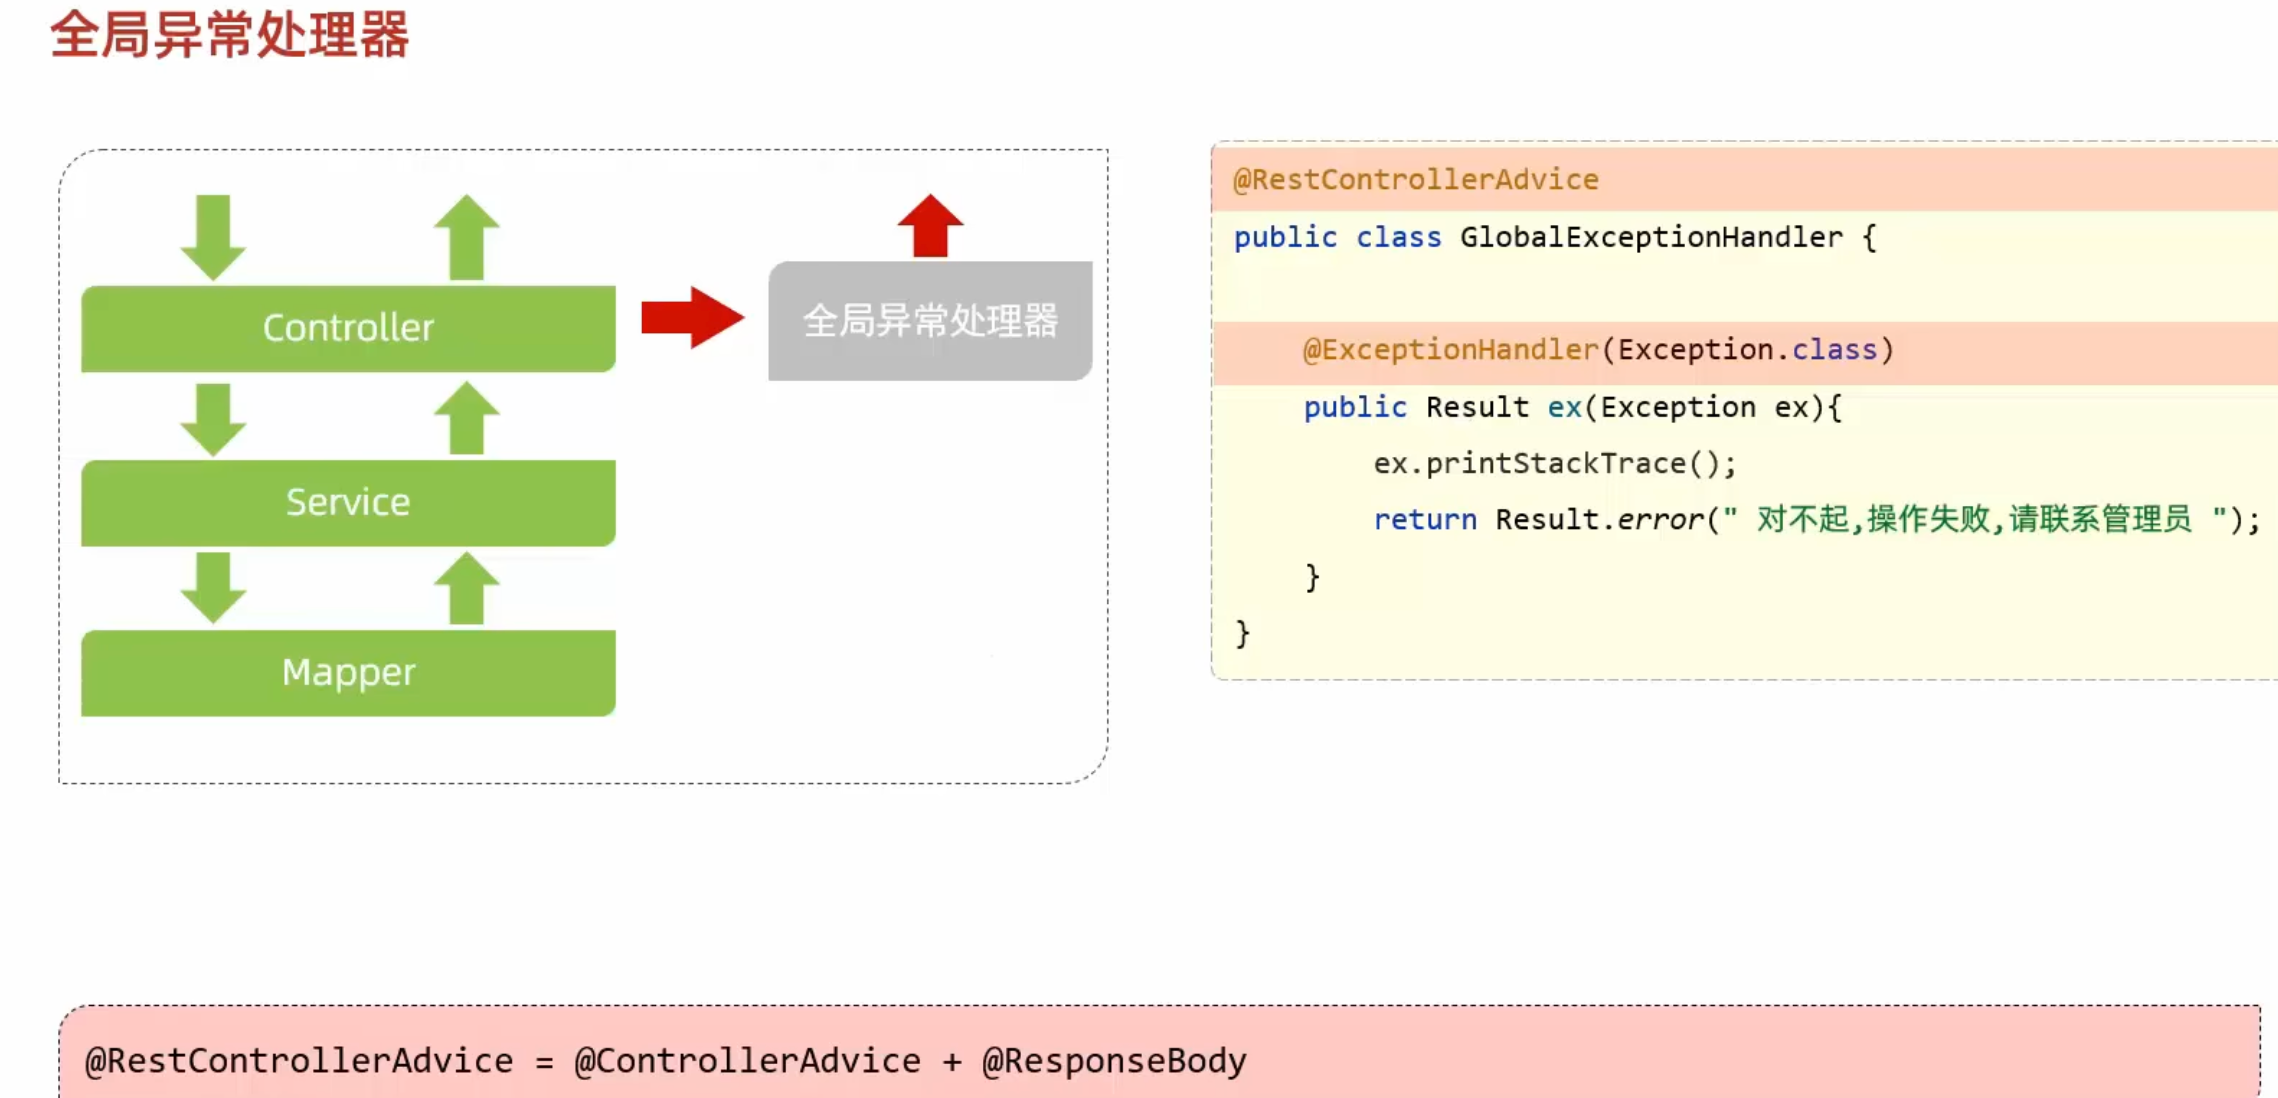 全局异常处理器
Controller
全局异常处理器
Service
Mapper
@RestControllerAdvice
public class GlobalExceptionHandler {
@ExceptionHandler(Exception.class)
public Result ex(Exception ex){
ex.printStackTrace();
return Result.error(" 对不起,操作失败,请联系管理员 ");
}
}
@RestControllerAdvice = @ControllerAdvice + @ResponseBody